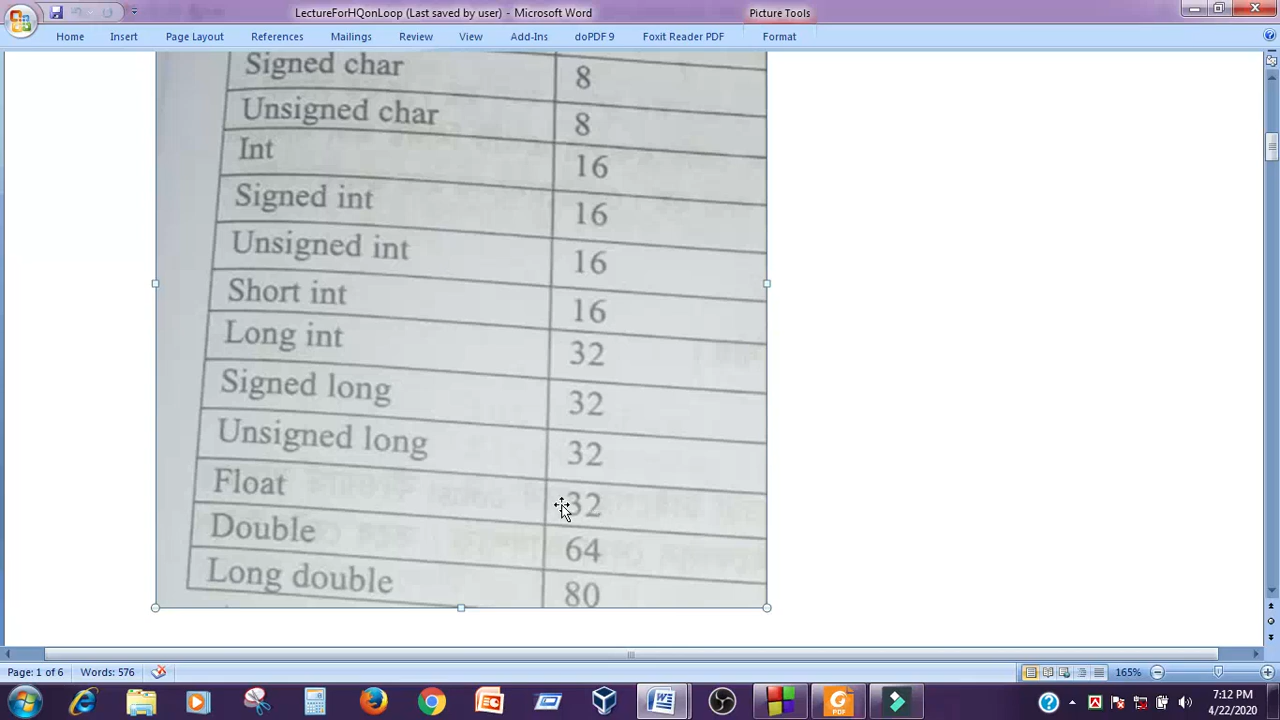 LectureForHQonLoop (Last saved by user) - Microsoft Word
Picture Tools
Home Insert Page Layout References Mailings Review View Add-Ins doPDF 9 Foxit Reader PDF Format
Signed char 8
Unsigned char 8
Int 16
Signed int 16
Unsigned int 16
Short int 16
Long int 32
Signed long 32
Unsigned long 32
Float 32
Double 64
Long double 80
Page: 1 of 6 Words: 576 165%
PDF
7:12 PM
4/22/2020